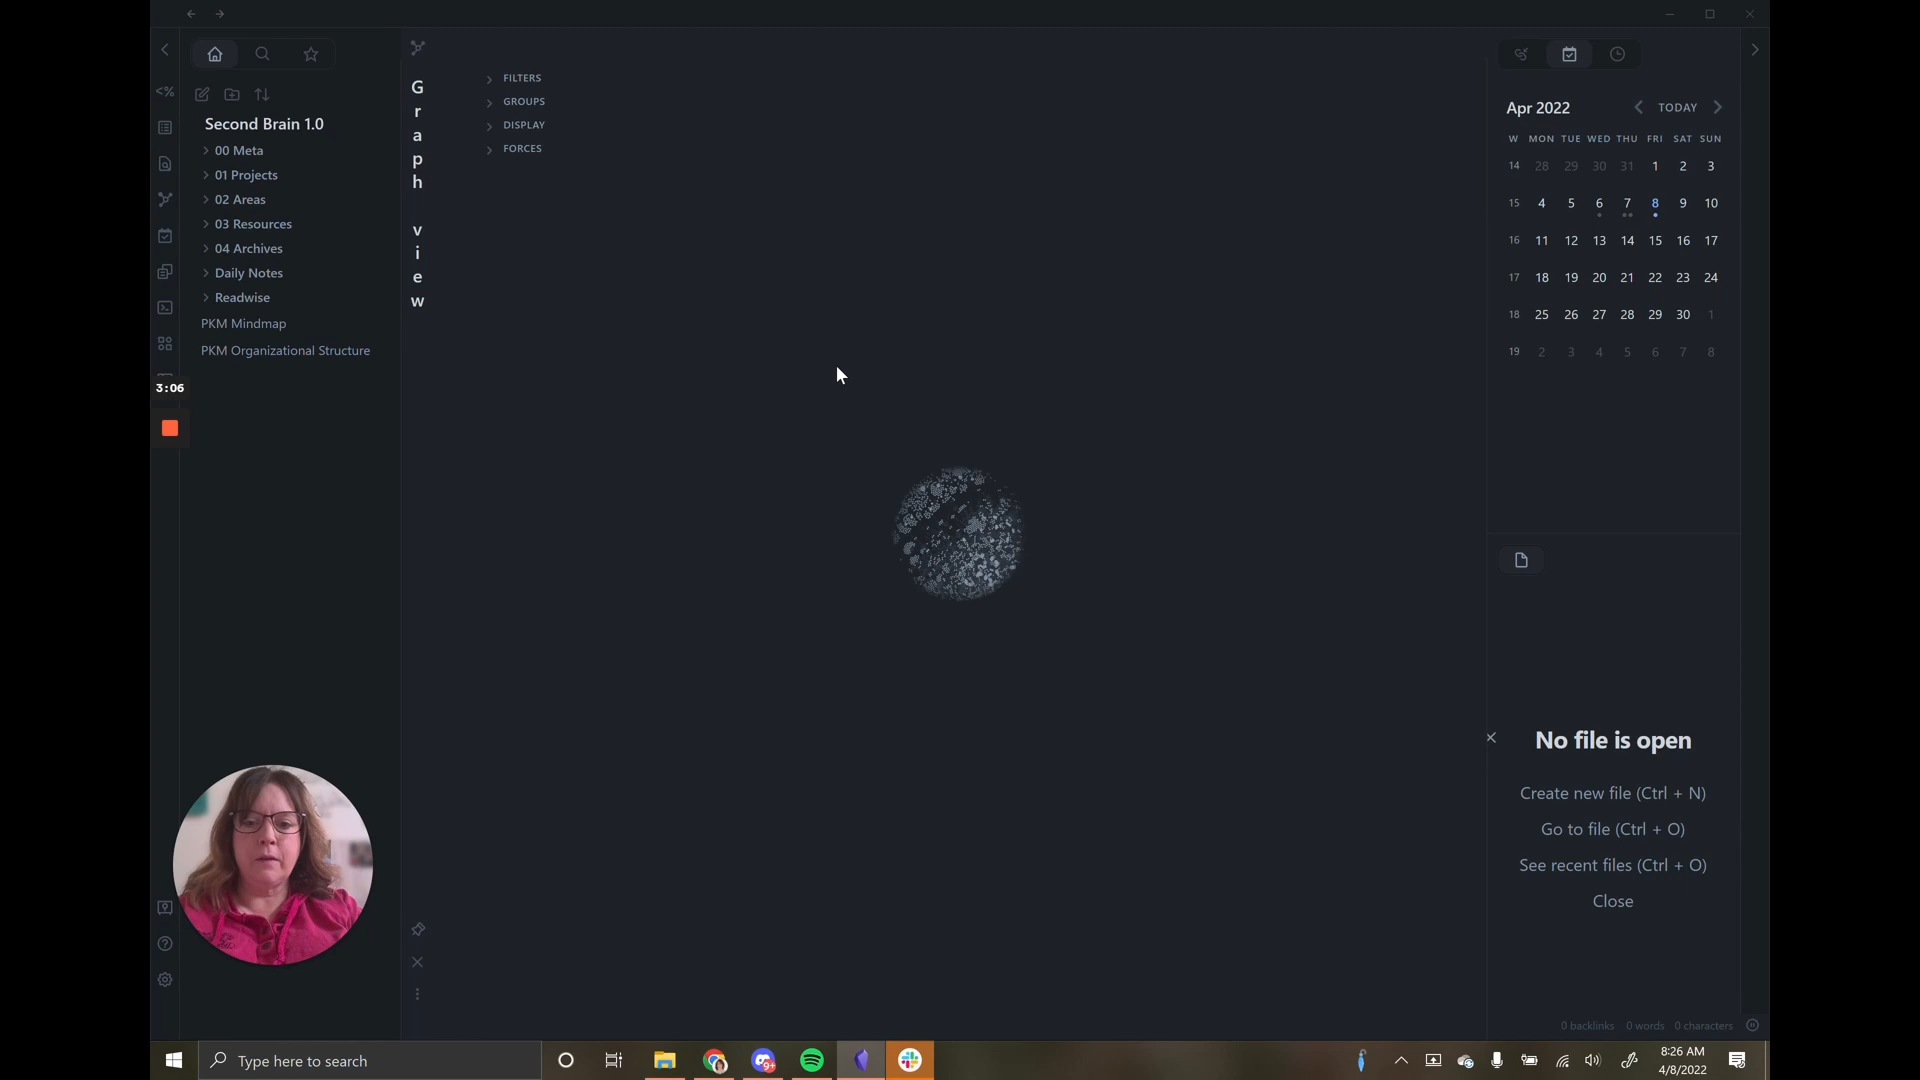 <%
Second Brain 1.0
00 Meta
01 Projects
02 Areas
03 Resources
04 Archives
Daily Notes
Readwise
PKM Mindmap
PKM Organizational Structure
3:06
Graph view
FILTERS
GROUPS
DISPLAY
FORCES
Apr 2022
TODAY
W MON TUE WED THU FRI SAT SUN
14 28 29 30 31 1 2 3
15 4 5 6 7 8 9 10
16 11 12 13 14 15 16 17
17 18 19 20 21 22 23 24
18 25 26 27 28 29 30 1
19 2 3 4 5 6 7 8
No file is open
Create new file (Ctrl + N)
Go to file (Ctrl + O)
See recent files (Ctrl + O)
Close
0 backlinks 0 words 0 characters
Type here to search
9+
8:26 AM
4/8/2022